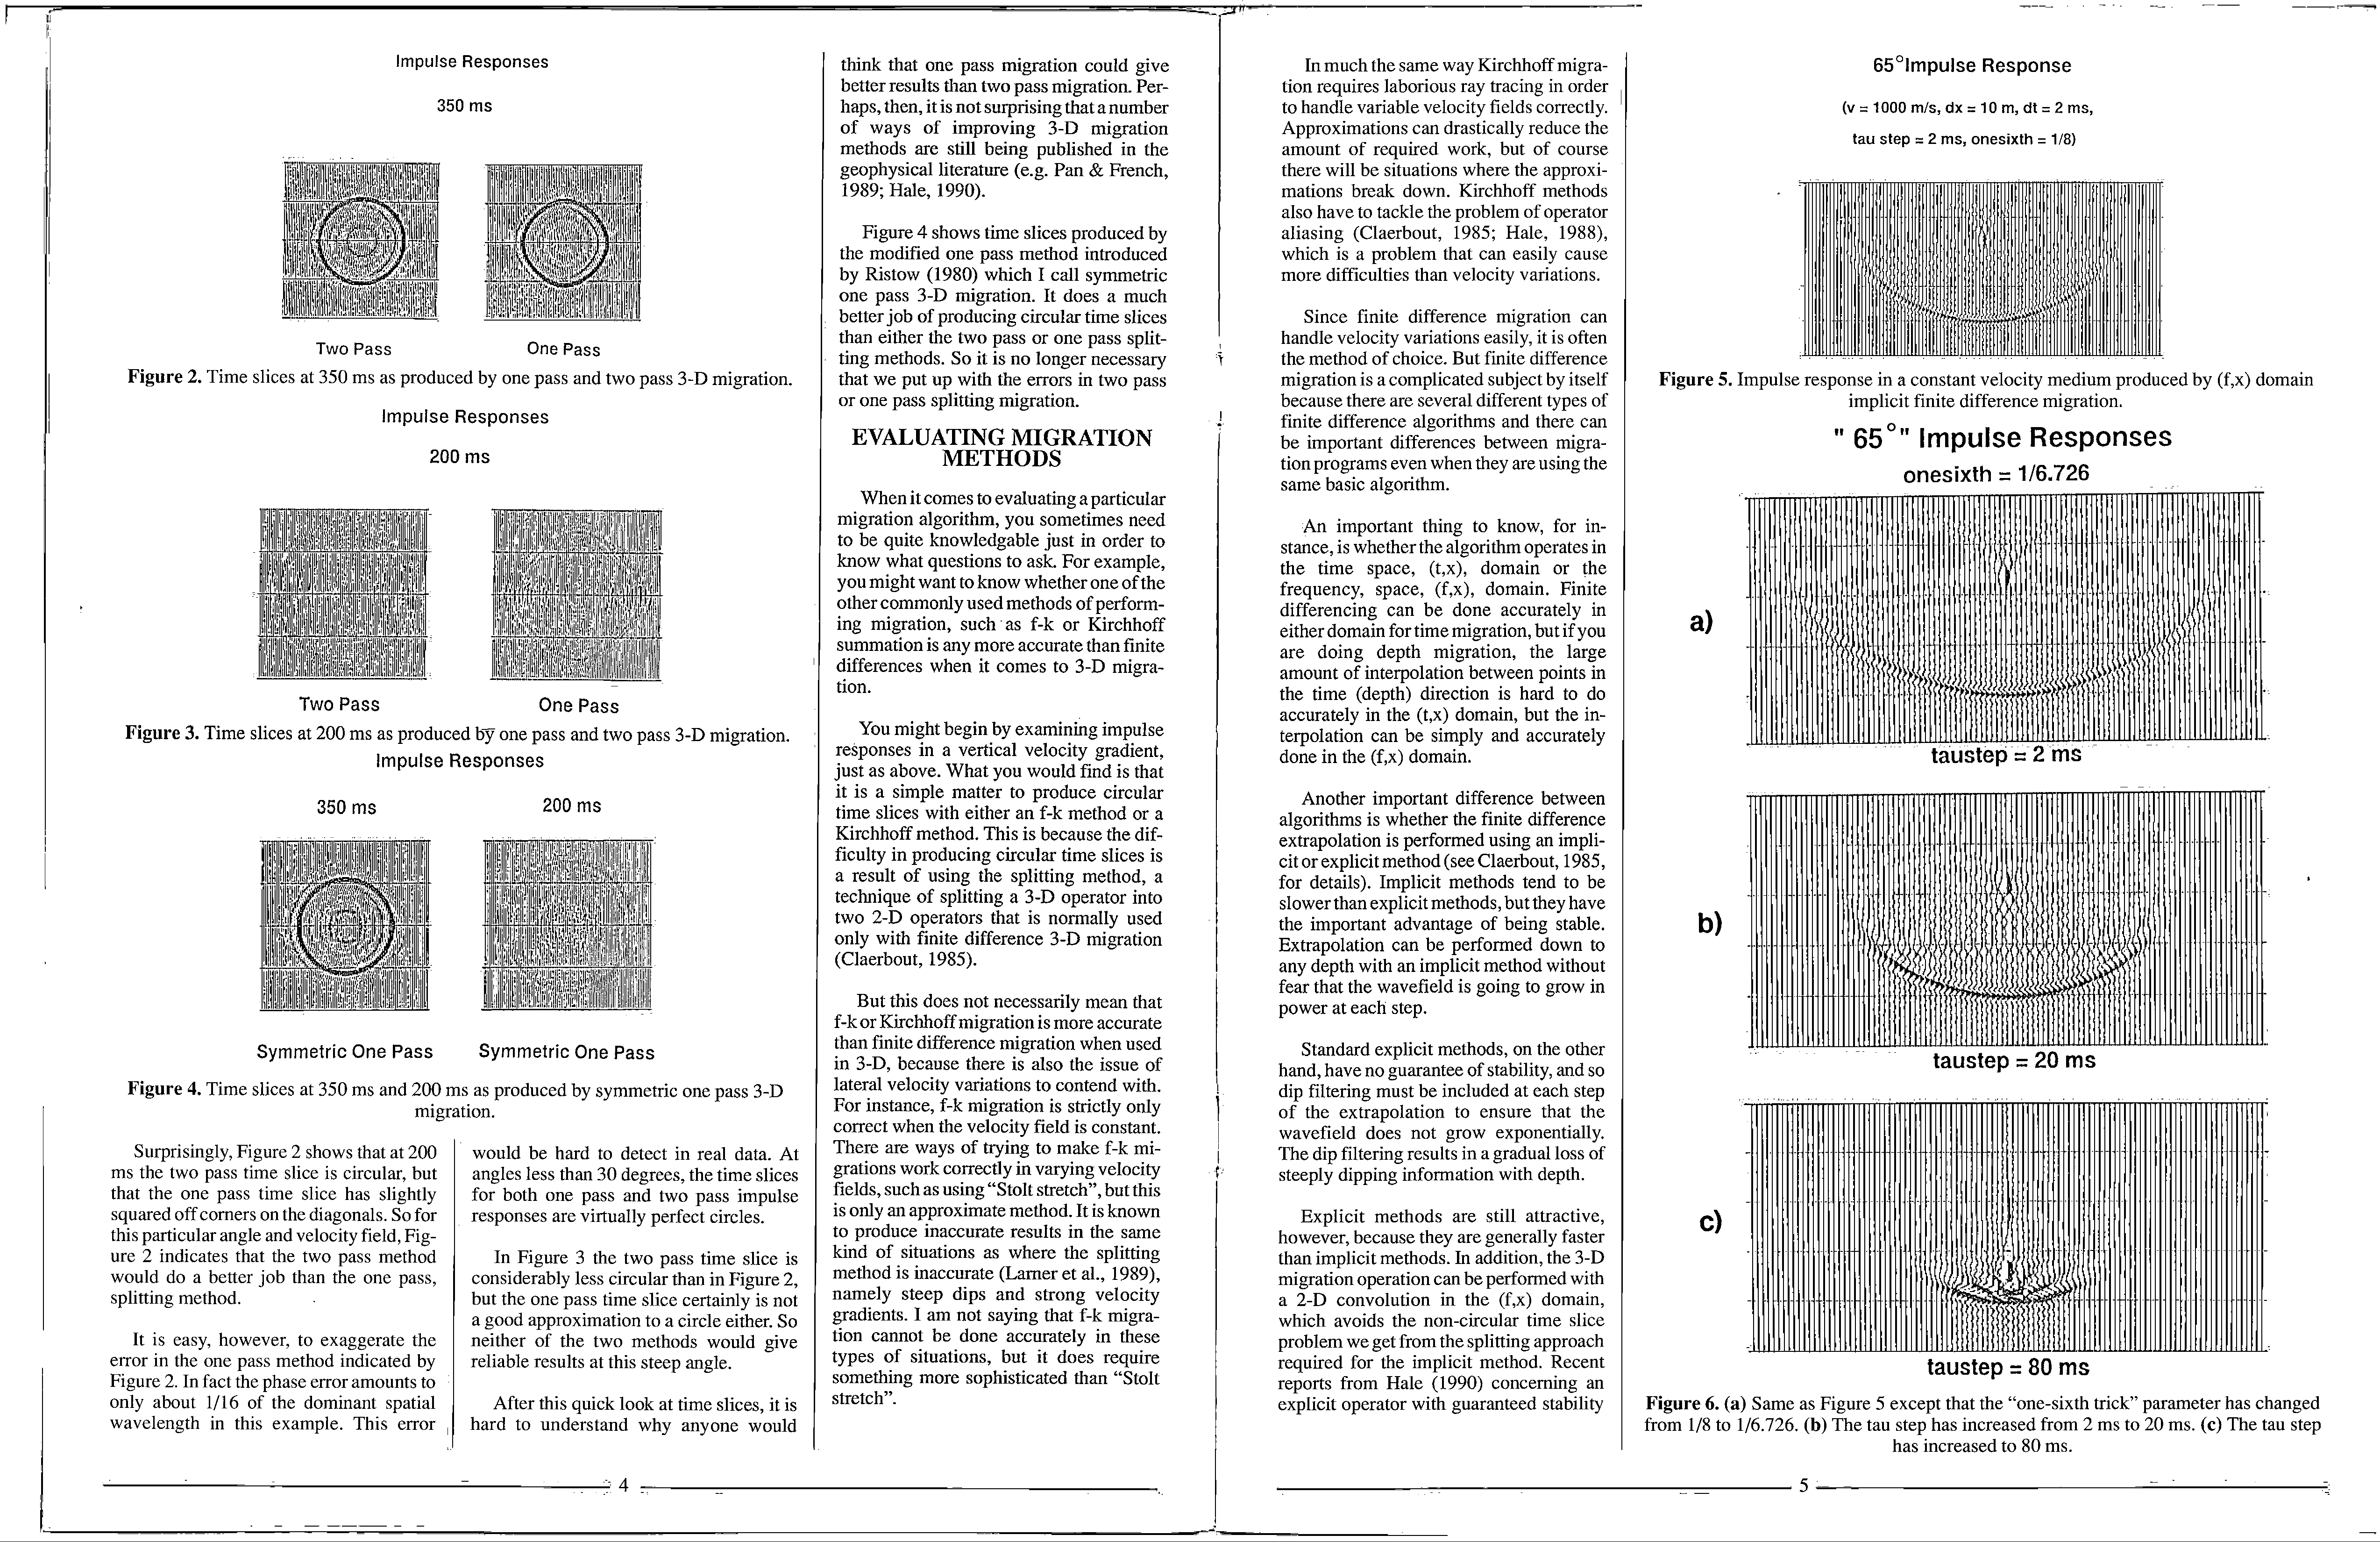 Impulse Responses
350 ms
Two Pass One Pass
Figure 2. Time slices at 350 ms as produced by one pass and two pass 3-D migration.
Impulse Responses
200 ms
Two Pass One Pass
Figure 3. Time slices at 200 ms as produced by one pass and two pass 3-D migration.
Impulse Responses
350 ms 200 ms
Symmetric One Pass Symmetric One Pass
Figure 4. Time slices at 350 ms and 200 ms as produced by symmetric one pass 3-D
migration.
Surprisingly, Figure 2 shows that at 200
ms the two pass time slice is circular, but
that the one pass time slice has slightly
squared off corners on the diagonals. So for
this particular angle and velocity field, Fig-
ure 2 indicates that the two pass method
would do a better job than the one pass,
splitting method.
It is easy, however, to exaggerate the
error in the one pass method indicated by
Figure 2. In fact the phase error amounts to
only about 1/16 of the dominant spatial
wavelength in this example. This error
would be hard to detect in real data. At
angles less than 30 degrees, the time slices
for both one pass and two pass impulse
responses are virtually perfect circles.
In Figure 3 the two pass time slice is
considerably less circular than in Figure 2,
but the one pass time slice certainly is not
a good approximation to a circle either. So
neither of the two methods would give
reliable results at this steep angle.
After this quick look at time slices, it is
hard to understand why anyone would
think that one pass migration could give
better results than two pass migration. Per-
haps, then, it is not surprising that a number
of ways of improving 3-D migration
methods are still being published in the
geophysical literature (e.g. Pan & French,
1989; Hale, 1990).
Figure 4 shows time slices produced by
the modified one pass method introduced
by Ristow (1980) which I call symmetric
one pass 3-D migration. It does a much
better job of producing circular time slices
than either the two pass or one pass split-
ting methods. So it is no longer necessary
that we put up with the errors in two pass
or one pass splitting migration.
EVALUATING MIGRATION
METHODS
When it comes to evaluating a particular
migration algorithm, you sometimes need
to be quite knowledgable just in order to
know what questions to ask. For example,
you might want to know whether one of the
other commonly used methods of perform-
ing migration, such as f-k or Kirchhoff
summation is any more accurate than finite
differences when it comes to 3-D migra-
tion.
You might begin by examining impulse
responses in a vertical velocity gradient,
just as above. What you would find is that
it is a simple matter to produce circular
time slices with either an f-k method or a
Kirchhoff method. This is because the dif-
ficulty in producing circular time slices is
a result of using the splitting method, a
technique of splitting a 3-D operator into
two 2-D operators that is normally used
only with finite difference 3-D migration
(Claerbout, 1985).
But this does not necessarily mean that
f-k or Kirchhoff migration is more accurate
than finite difference migration when used
in 3-D, because there is also the issue of
lateral velocity variations to contend with.
For instance, f-k migration is strictly only
correct when the velocity field is constant.
There are ways of trying to make f-k mi-
grations work correctly in varying velocity
fields, such as using “Stolt stretch”, but this
is only an approximate method. It is known
to produce inaccurate results in the same
kind of situations as where the splitting
method is inaccurate (Larner et al., 1989),
namely steep dips and strong velocity
gradients. I am not saying that f-k migra-
tion cannot be done accurately in these
types of situations, but it does require
something more sophisticated than “Stolt
stretch”.
4
In much the same way Kirchhoff migra-
tion requires laborious ray tracing in order
to handle variable velocity fields correctly.
Approximations can drastically reduce the
amount of required work, but of course
there will be situations where the approxi-
mations break down. Kirchhoff methods
also have to tackle the problem of operator
aliasing (Claerbout, 1985; Hale, 1988),
which is a problem that can easily cause
more difficulties than velocity variations.
Since finite difference migration can
handle velocity variations easily, it is often
the method of choice. But finite difference
migration is a complicated subject by itself
because there are several different types of
finite difference algorithms and there can
be important differences between migra-
tion programs even when they are using the
same basic algorithm.
An important thing to know, for in-
stance, is whether the algorithm operates in
the time space, (t,x), domain or the
frequency, space, (f,x), domain. Finite
differencing can be done accurately in
either domain for time migration, but if you
are doing depth migration, the large
amount of interpolation between points in
the time (depth) direction is hard to do
accurately in the (t,x) domain, but the in-
terpolation can be simply and accurately
done in the (f,x) domain.
Another important difference between
algorithms is whether the finite difference
extrapolation is performed using an impli-
cit or explicit method (see Claerbout, 1985,
for details). Implicit methods tend to be
slower than explicit methods, but they have
the important advantage of being stable.
Extrapolation can be performed down to
any depth with an implicit method without
fear that the wavefield is going to grow in
power at each step.
Standard explicit methods, on the other
hand, have no guarantee of stability, and so
dip filtering must be included at each step
of the extrapolation to ensure that the
wavefield does not grow exponentially.
The dip filtering results in a gradual loss of
steeply dipping information with depth.
Explicit methods are still attractive,
however, because they are generally faster
than implicit methods. In addition, the 3-D
migration operation can be performed with
a 2-D convolution in the (f,x) domain,
which avoids the non-circular time slice
problem we get from the splitting approach
required for the implicit method. Recent
reports from Hale (1990) concerning an
explicit operator with guaranteed stability
65° Impulse Response
(v = 1000 m/s, dx = 10 m, dt = 2 ms,
tau step = 2 ms, onesixth = 1/8)
Figure 5. Impulse response in a constant velocity medium produced by (f,x) domain
implicit finite difference migration.
" 65°" Impulse Responses
onesixth = 1/6.726
a)
taustep = 2 ms
b)
taustep = 20 ms
c)
taustep = 80 ms
Figure 6. (a) Same as Figure 5 except that the “one-sixth trick” parameter has changed
from 1/8 to 1/6.726. (b) The tau step has increased from 2 ms to 20 ms. (c) The tau step
has increased to 80 ms.
5